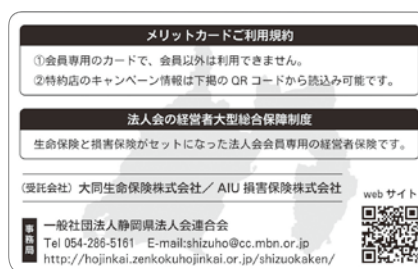 メリットカードご利用規約
①会員専用のカードで、会員以外は利用できません。
②特約店のキャンペーン情報は下掲の QR コードから読込み可能です。
法人会の経営者大型総合保障制度
生命保険と損害保険がセットになった法人会会員専用の経営者保険です。
(受託会社) 大同生命保険株式会社／ AIU 損害保険株式会社
web サイト
事務局
一般社団法人静岡県法人会連合会
Tel 054-286-5161 E-mail:shizuho@cc.mbn.or.jp
http://hojinkai.zenkokuhojinkai.or.jp/shizuokaken/